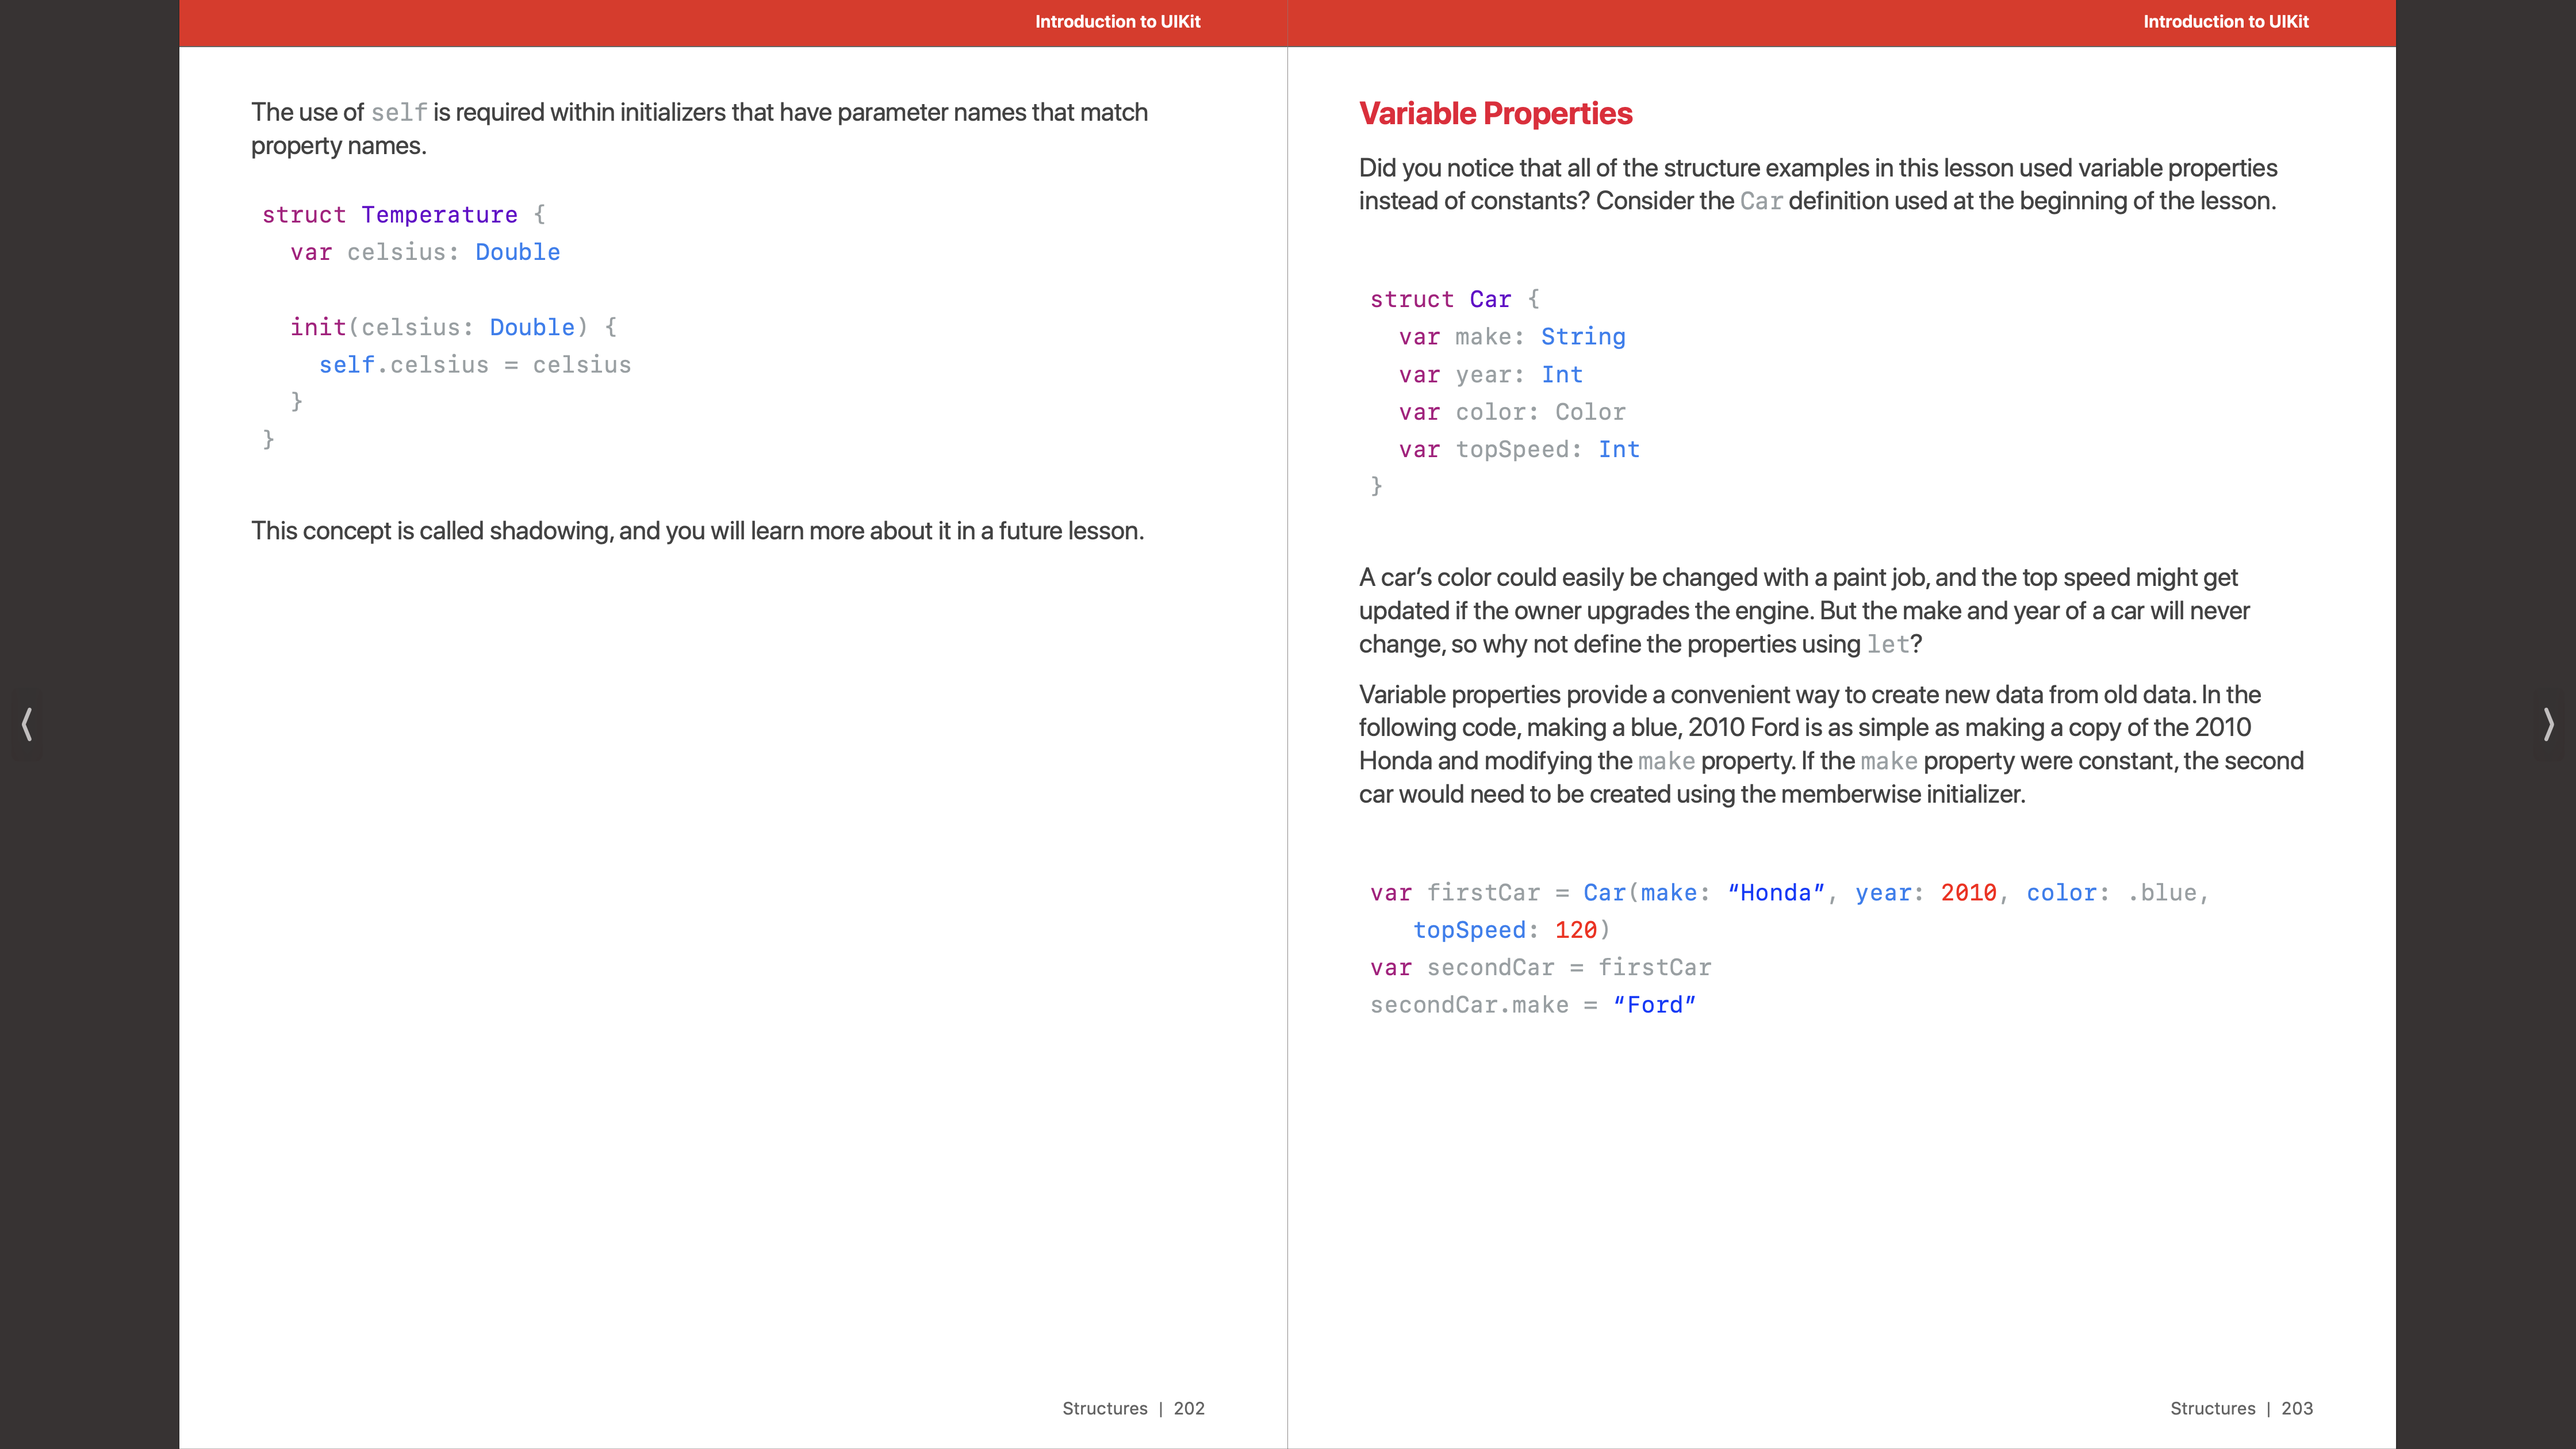 Introduction to UIKit
The use of self is required within initializers that have parameter names that match
property names.
struct Temperature {
  var celsius: Double

  init(celsius: Double) {
    self.celsius = celsius
  }
}
This concept is called shadowing, and you will learn more about it in a future lesson.
Structures | 202
Introduction to UIKit
Variable Properties
Did you notice that all of the structure examples in this lesson used variable properties
instead of constants? Consider the Car definition used at the beginning of the lesson.
struct Car {
  var make: String
  var year: Int
  var color: Color
  var topSpeed: Int
}
A car’s color could easily be changed with a paint job, and the top speed might get
updated if the owner upgrades the engine. But the make and year of a car will never
change, so why not define the properties using let?
Variable properties provide a convenient way to create new data from old data. In the
following code, making a blue, 2010 Ford is as simple as making a copy of the 2010
Honda and modifying the make property. If the make property were constant, the second
car would need to be created using the memberwise initializer.
var firstCar = Car(make: “Honda”, year: 2010, color: .blue,
   topSpeed: 120)
var secondCar = firstCar
secondCar.make = “Ford”
Structures | 203